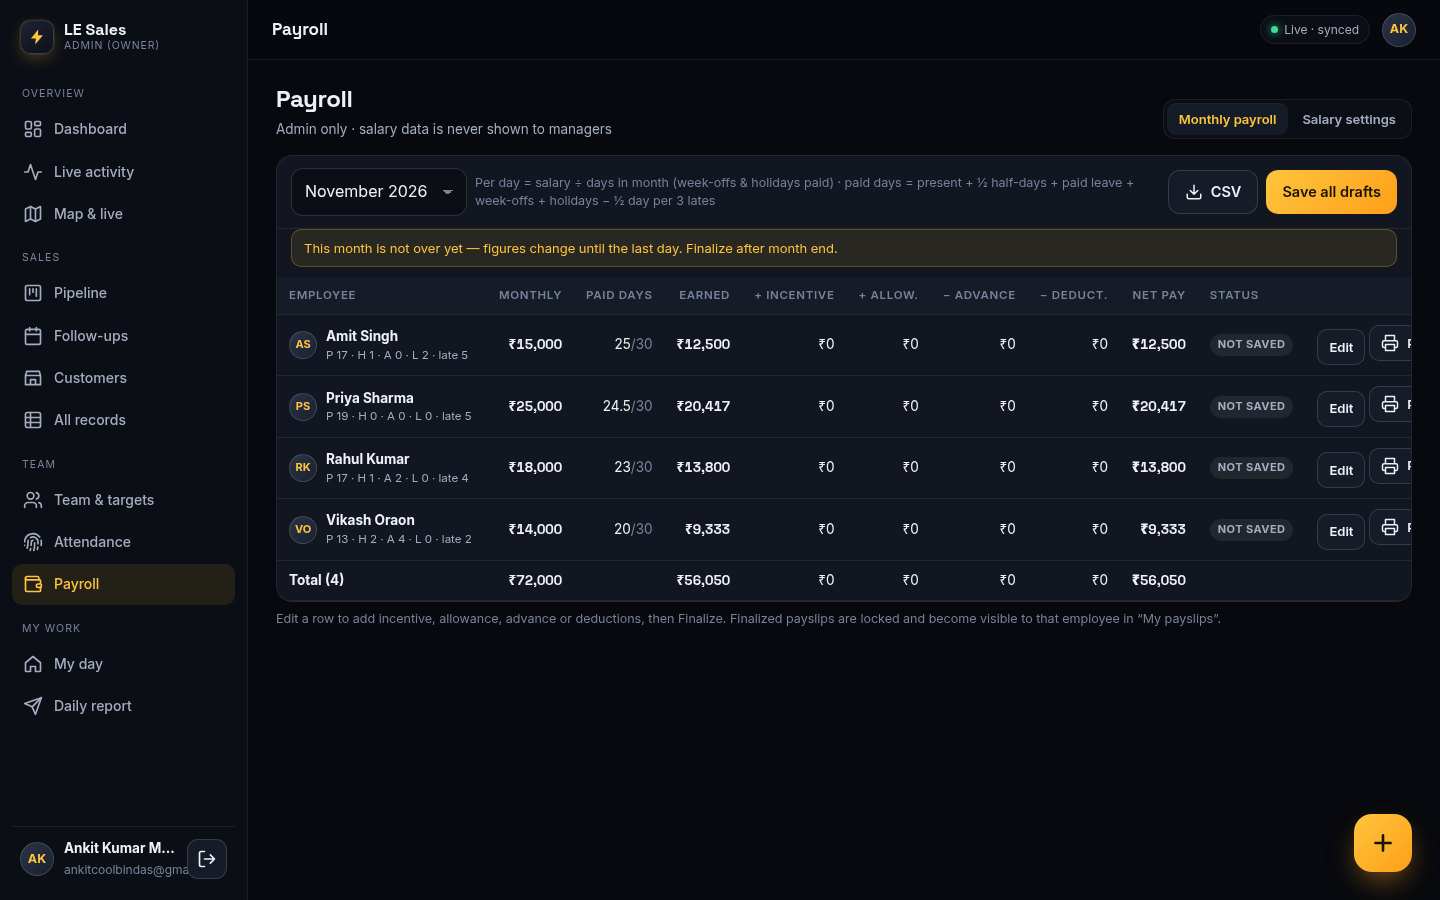 LE Sales
ADMIN (OWNER)
OVERVIEW
Dashboard
Live activity
Map & live
SALES
Pipeline
Follow-ups
Customers
All records
TEAM
Team & targets
Attendance
Payroll
MY WORK
My day
Daily report
AK
Ankit Kumar M...
ankitcoolbindas@gma
Payroll
Live · synced
AK
Payroll
Admin only · salary data is never shown to managers
Monthly payroll
Salary settings
November 2026
Per day = salary ÷ days in month (week-offs & holidays paid) · paid days = present + ½ half-days + paid leave +
week-offs + holidays − ½ day per 3 lates
CSV
Save all drafts
This month is not over yet — figures change until the last day. Finalize after month end.
EMPLOYEE MONTHLY PAID DAYS EARNED + INCENTIVE + ALLOW. − ADVANCE − DEDUCT. NET PAY STATUS
AS Amit Singh ₹15,000 25/30 ₹12,500 ₹0 ₹0 ₹0 ₹0 ₹12,500 NOT SAVED Edit
P 17 · H 1 · A 0 · L 2 · late 5
PS Priya Sharma ₹25,000 24.5/30 ₹20,417 ₹0 ₹0 ₹0 ₹0 ₹20,417 NOT SAVED Edit
P 19 · H 0 · A 0 · L 0 · late 5
RK Rahul Kumar ₹18,000 23/30 ₹13,800 ₹0 ₹0 ₹0 ₹0 ₹13,800 NOT SAVED Edit
P 17 · H 1 · A 2 · L 0 · late 4
VO Vikash Oraon ₹14,000 20/30 ₹9,333 ₹0 ₹0 ₹0 ₹0 ₹9,333 NOT SAVED Edit
P 13 · H 2 · A 4 · L 0 · late 2
Total (4) ₹72,000 ₹56,050 ₹0 ₹0 ₹0 ₹0 ₹56,050
Edit a row to add incentive, allowance, advance or deductions, then Finalize. Finalized payslips are locked and become visible to that employee in “My payslips”.